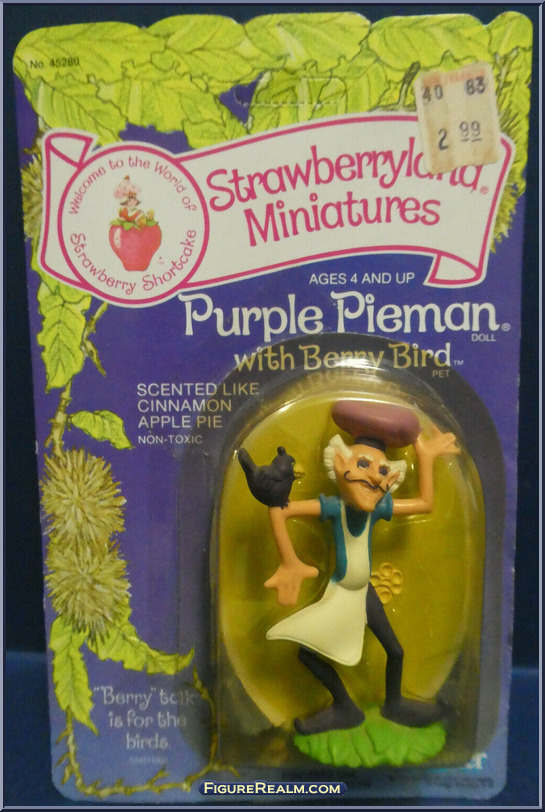 No. 45280
40 83
2 99
Welcome to the World of
Strawberry Shortcake
Strawberryland®
Miniatures
AGES 4 AND UP
Purple Pieman®
DOLL
with Berry Bird™
PET
SCENTED LIKE
CINNAMON
APPLE PIE
NON-TOXIC
"Berry" talk
is for the
birds.
FIGUREREALM.COM